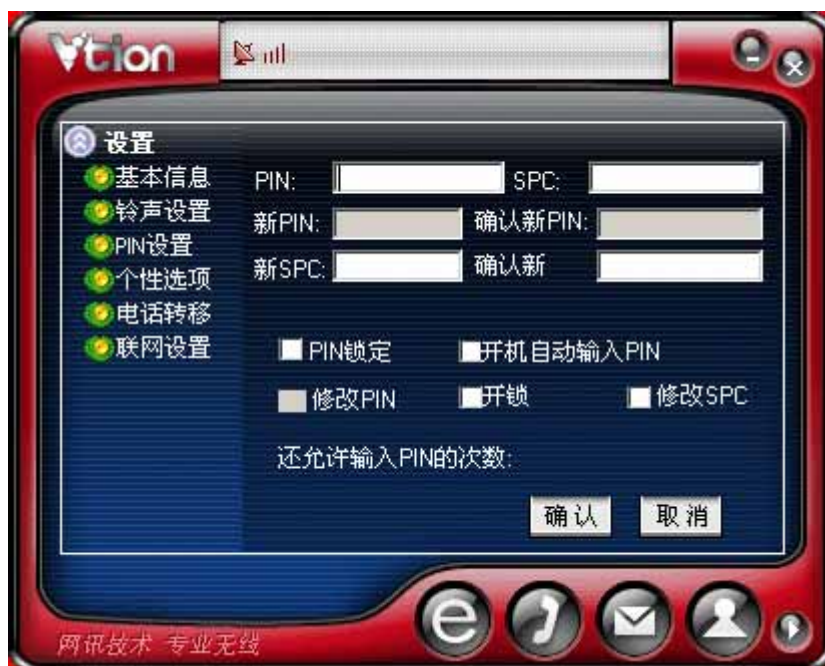 Vtion
设置
基本信息
铃声设置
PIN设置
个性选项
电话转移
联网设置
PIN: SPC:
新PIN: 确认新PIN:
新SPC: 确认新
PIN锁定 开机自动输入PIN
修改PIN 开锁 修改SPC
还允许输入PIN的次数:
确认 取消
网讯技术 专业无线